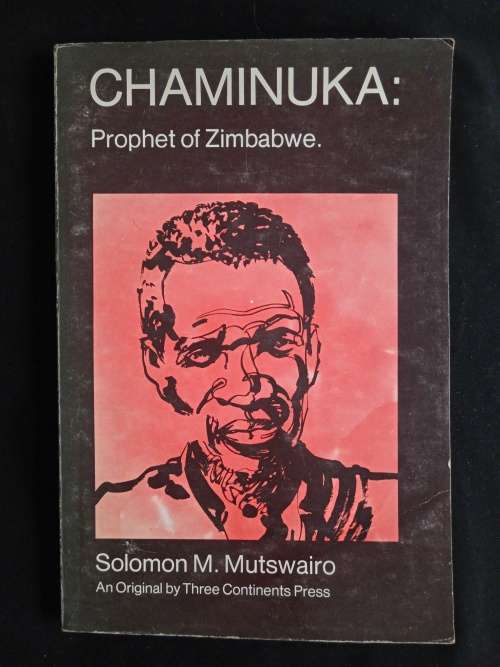 CHAMINUKA:
Prophet of Zimbabwe.
Solomon M. Mutswairo
An Original by Three Continents Press